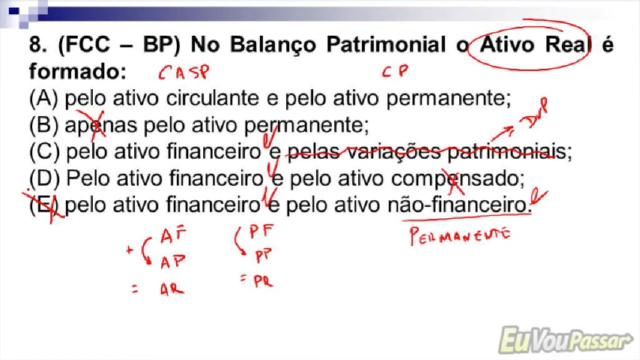 8. (FCC – BP) No Balanço Patrimonial o Ativo Real é
formado:
CASP CP
(A) pelo ativo circulante e pelo ativo permanente;
(B) apenas pelo ativo permanente;
DVP
(C) pelo ativo financeiro e pelas variações patrimoniais;
(D) Pelo ativo financeiro e pelo ativo compensado;
(E) pelo ativo financeiro e pelo ativo não-financeiro.
PERMANENTE
AF PF
+ AP PP
= AR = PR
EuVouPassar